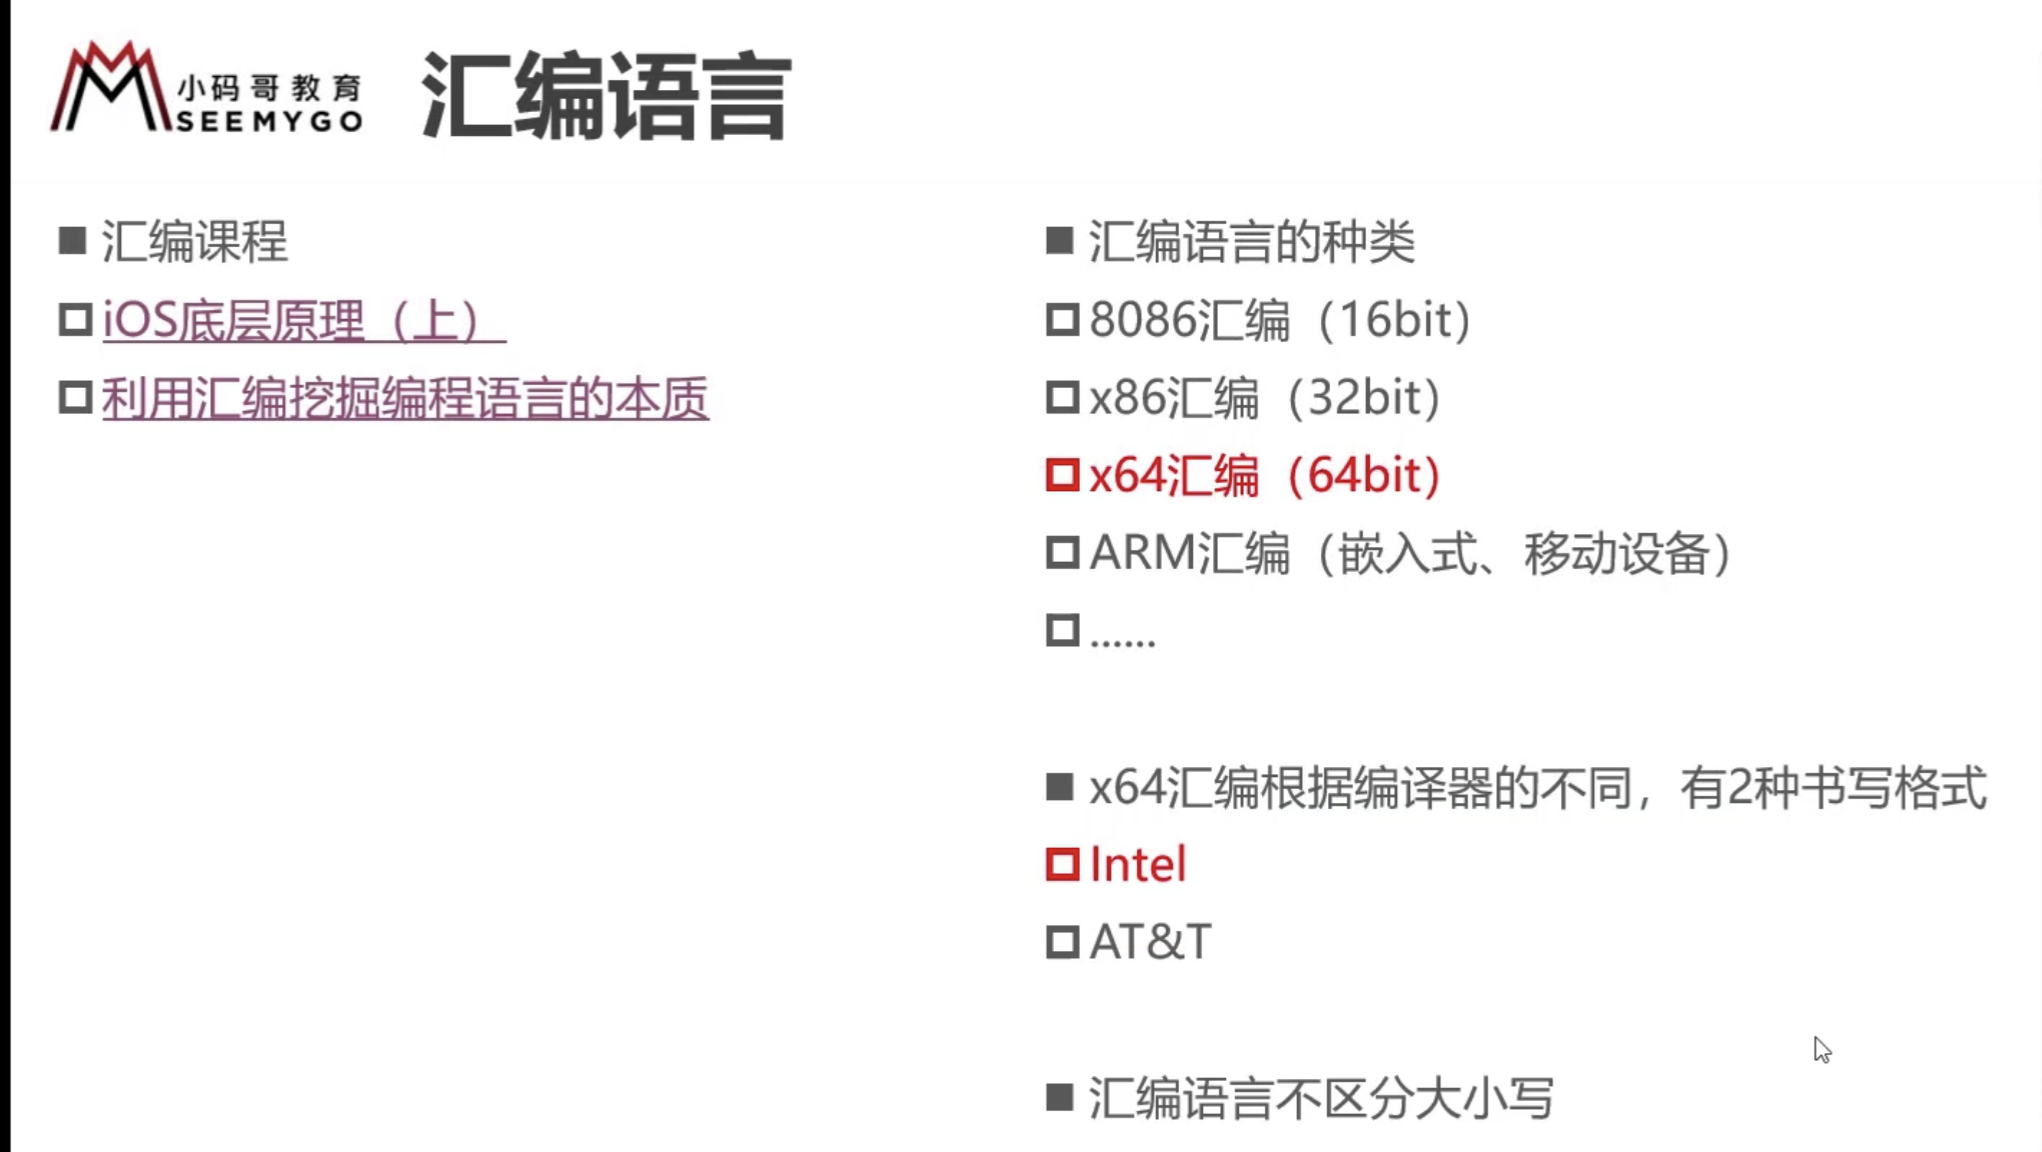 小码哥教育
SEEMYGO
汇编语言
汇编课程
iOS底层原理（上）
利用汇编挖掘编程语言的本质
汇编语言的种类
8086汇编（16bit）
x86汇编（32bit）
x64汇编（64bit）
ARM汇编（嵌入式、移动设备）
......
x64汇编根据编译器的不同，有2种书写格式
Intel
AT&T
汇编语言不区分大小写